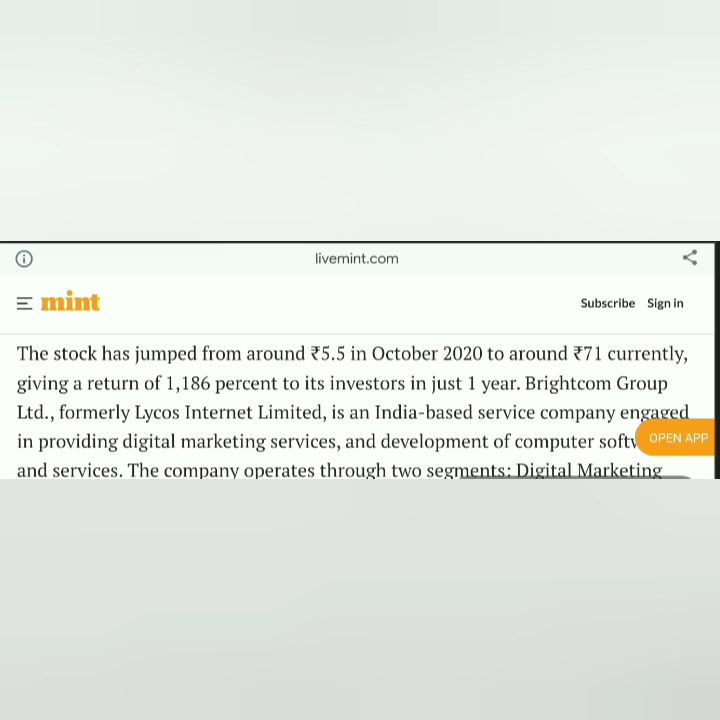 livemint.com
mint
Subscribe Sign in
The stock has jumped from around ₹5.5 in October 2020 to around ₹71 currently,
giving a return of 1,186 percent to its investors in just 1 year. Brightcom Group
Ltd., formerly Lycos Internet Limited, is an India-based service company engaged
in providing digital marketing services, and development of computer
OPEN APP
and services. The company operates through two segments: Digital Marketing